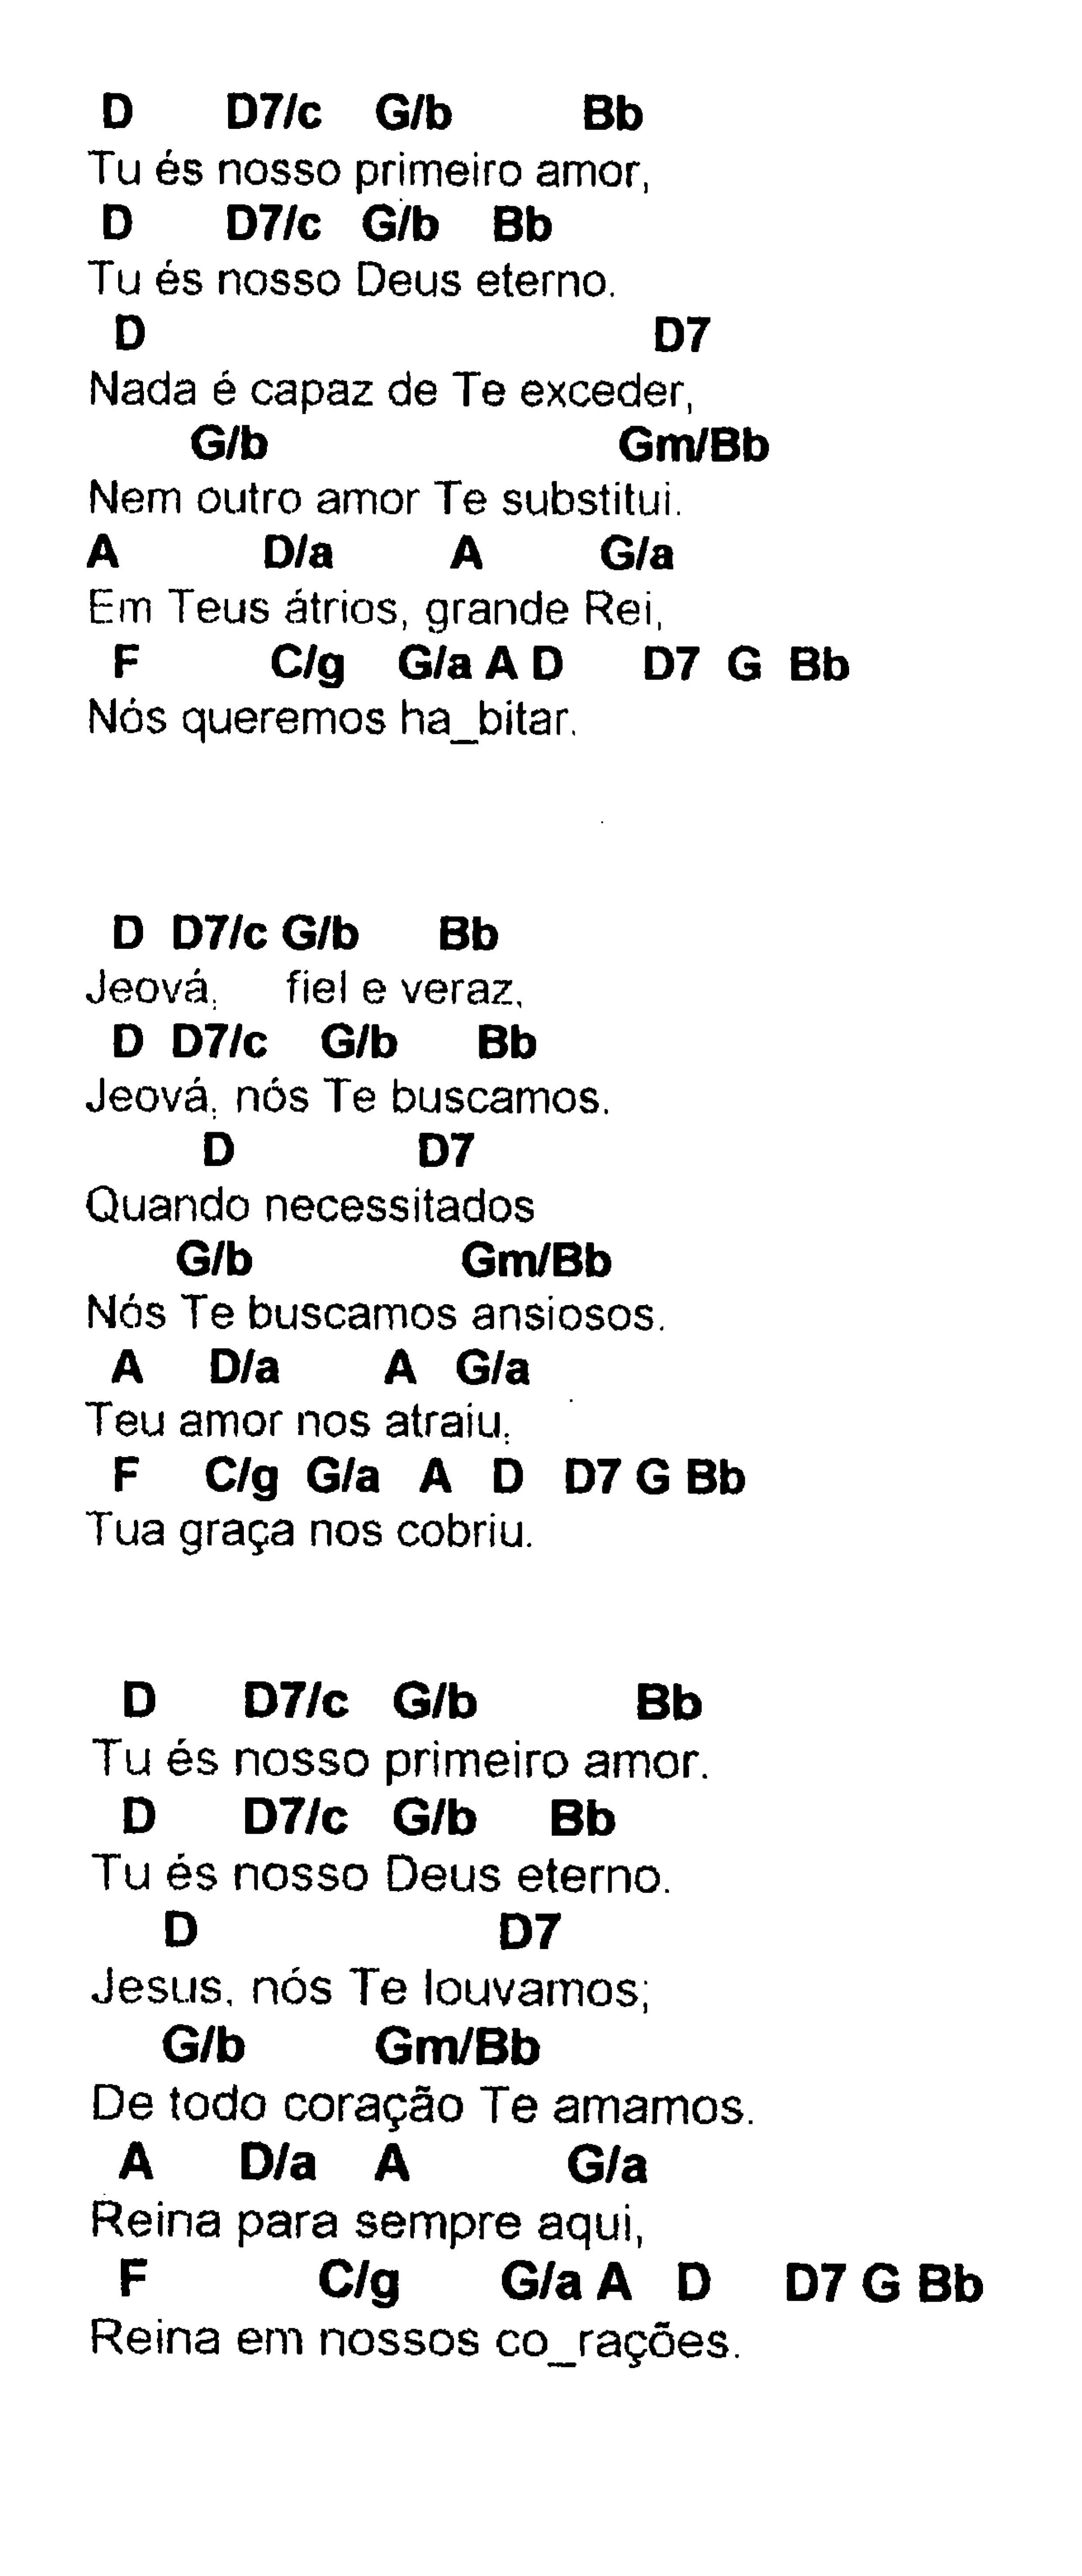 D D7/c G/b Bb
Tu és nosso primeiro amor,
D D7/c G/b Bb
Tu és nosso Deus eterno.
D D7
Nada é capaz de Te exceder,
G/b Gm/Bb
Nem outro amor Te substitui.
A D/a A G/a
Em Teus átrios, grande Rei,
F C/g G/a A D D7 G Bb
Nós queremos ha_bitar.
D D7/c G/b Bb
Jeová, fiel e veraz,
D D7/c G/b Bb
Jeová, nós Te buscamos.
D D7
Quando necessitados
G/b Gm/Bb
Nós Te buscamos ansiosos.
A D/a A G/a
Teu amor nos atraiu,
F C/g G/a A D D7 G Bb
Tua graça nos cobriu.
D D7/c G/b Bb
Tu és nosso primeiro amor.
D D7/c G/b Bb
Tu és nosso Deus eterno.
D D7
Jesus, nós Te louvamos;
G/b Gm/Bb
De todo coração Te amamos.
A D/a A G/a
Reina para sempre aqui,
F C/g G/a A D D7 G Bb
Reina em nossos co_rações.